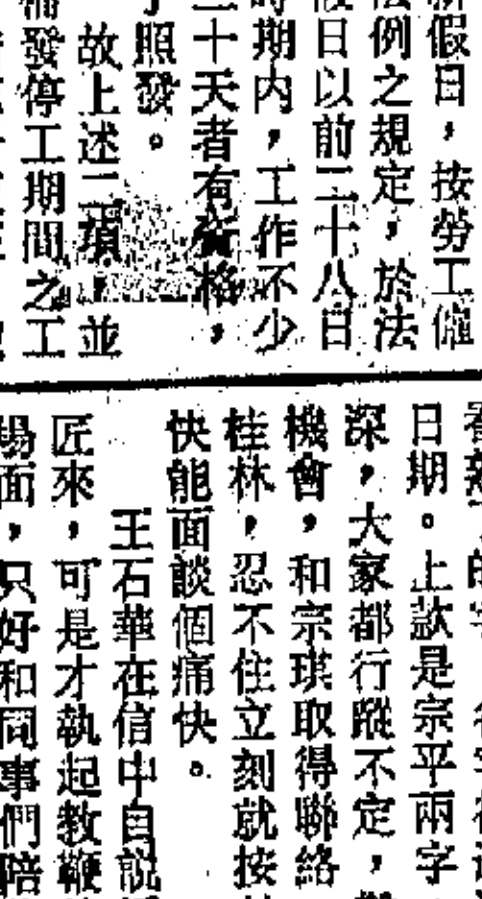 假日，按勞工僱
法例之規定，於法
假日以前二十八日
時期內，工作不少
二十天者有資格，
照發。
故上述二項，並
補發停工期間之工
日期。上款是宗平兩字
深，大家都行蹤不定，
機會，和宗琪取得聯絡
桂林，忍不住立刻就按
快能面談個痛快。
王石華在信中自說
匠來，可是才執起教鞭
場面，只好和同事們陪